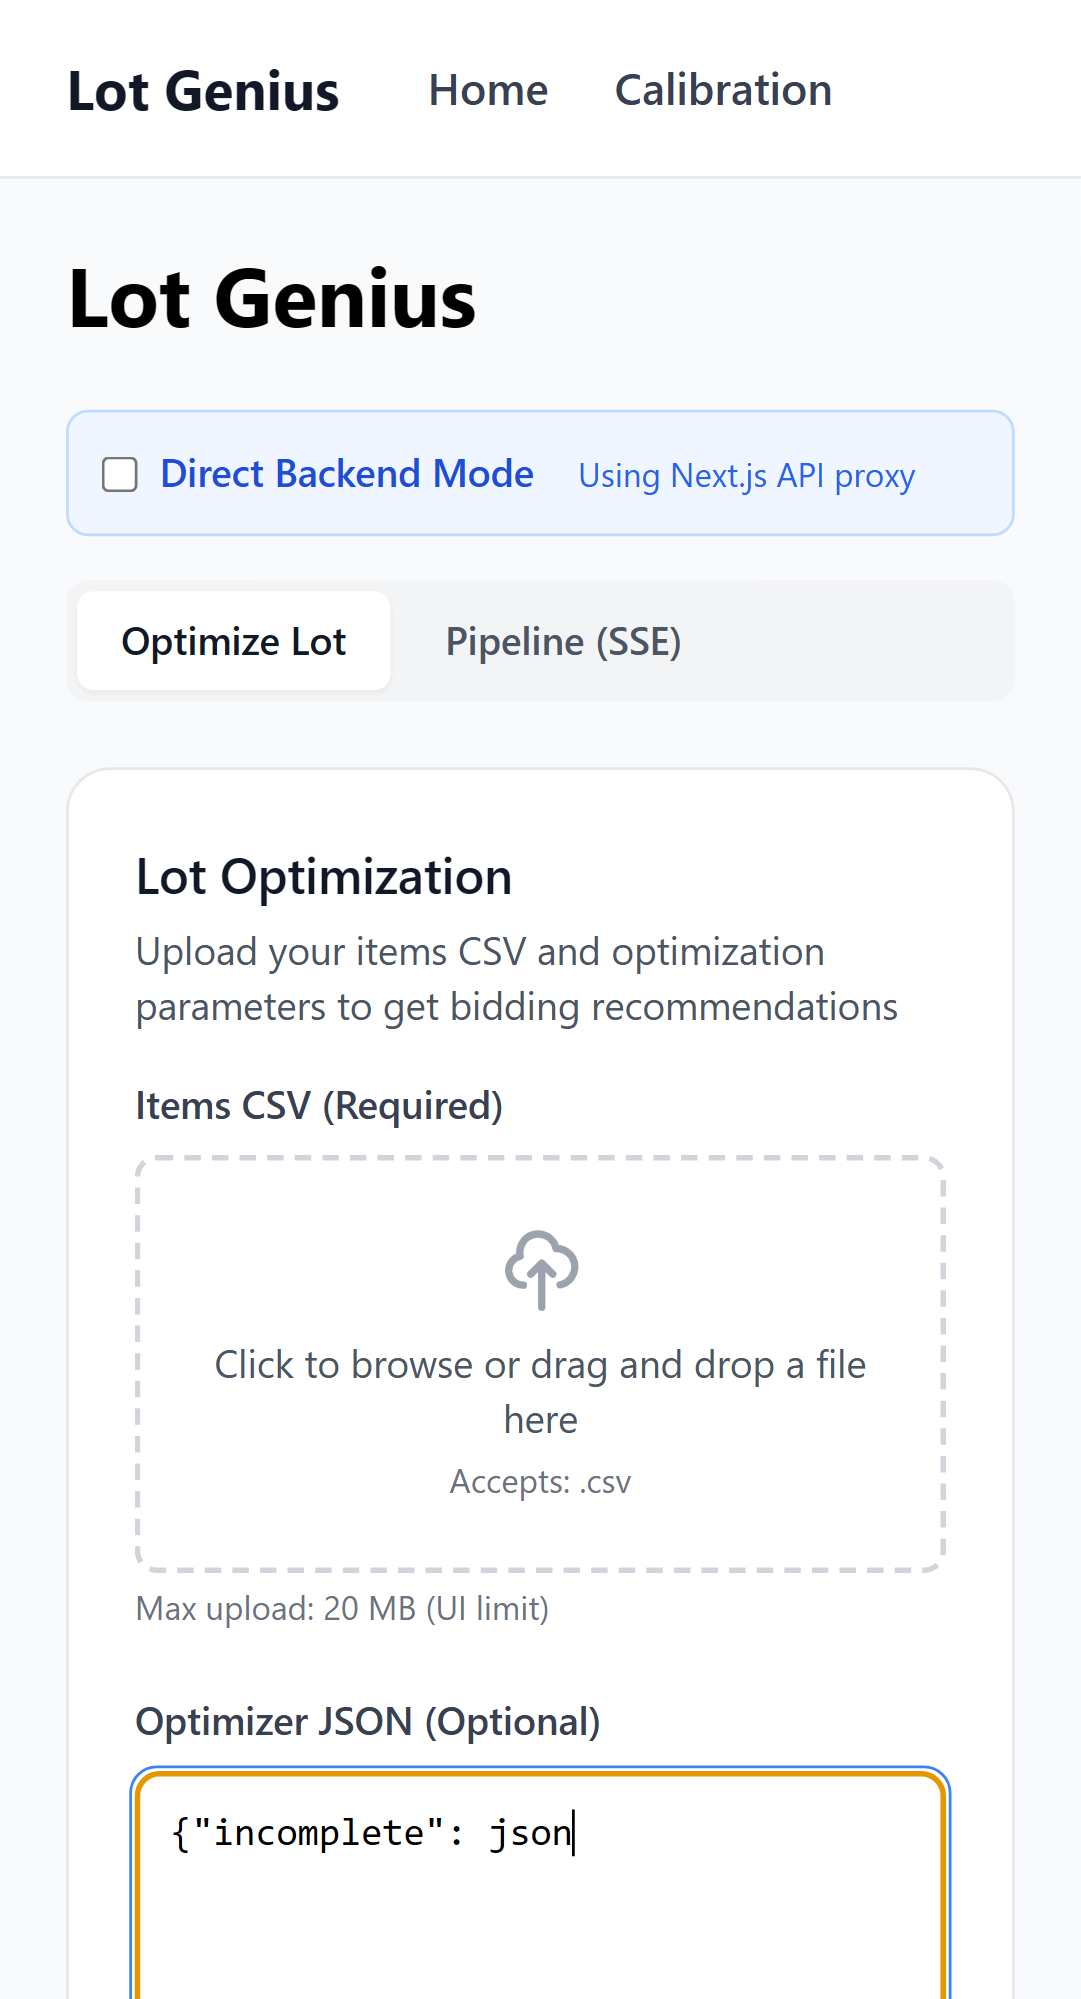 Lot Genius Home Calibration
Lot Genius
Direct Backend Mode Using Next.js API proxy
Optimize Lot Pipeline (SSE)
Lot Optimization
Upload your items CSV and optimization
parameters to get bidding recommendations
Items CSV (Required)
Click to browse or drag and drop a file
here
Accepts: .csv
Max upload: 20 MB (UI limit)
Optimizer JSON (Optional)
{"incomplete": json